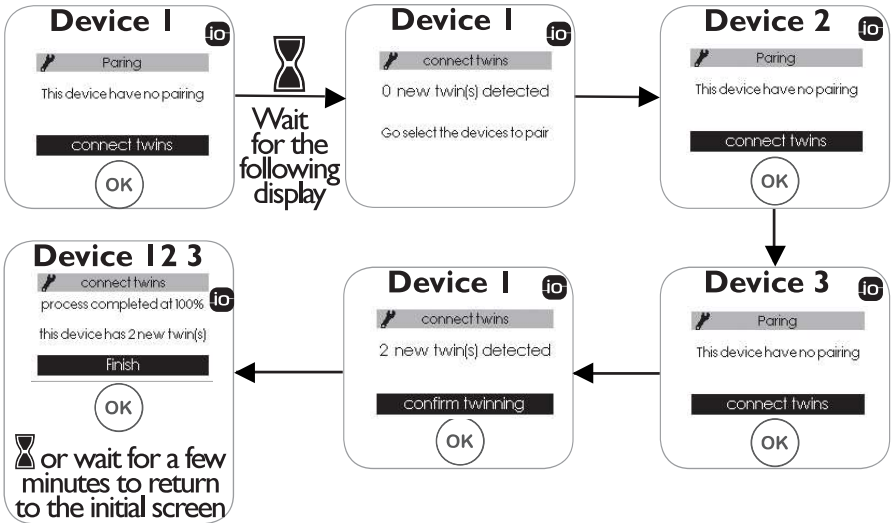 Device 1
io
Paring
This device have no pairing
connect twins
OK
Wait
for the
following
display
Device 1
io
connect twins
0 new twin(s) detected
Go select the devices to pair
Device 2
io
Paring
This device have no pairing
connect twins
OK
Device 3
io
Paring
This device have no pairing
connect twins
OK
Device 1
io
connect twins
2 new twin(s) detected
confirm twinning
OK
Device 12 3
io
connect twins
process completed at 100%
this device has 2 new twin(s)
Finish
OK
or wait for a few
minutes to return
to the initial screen